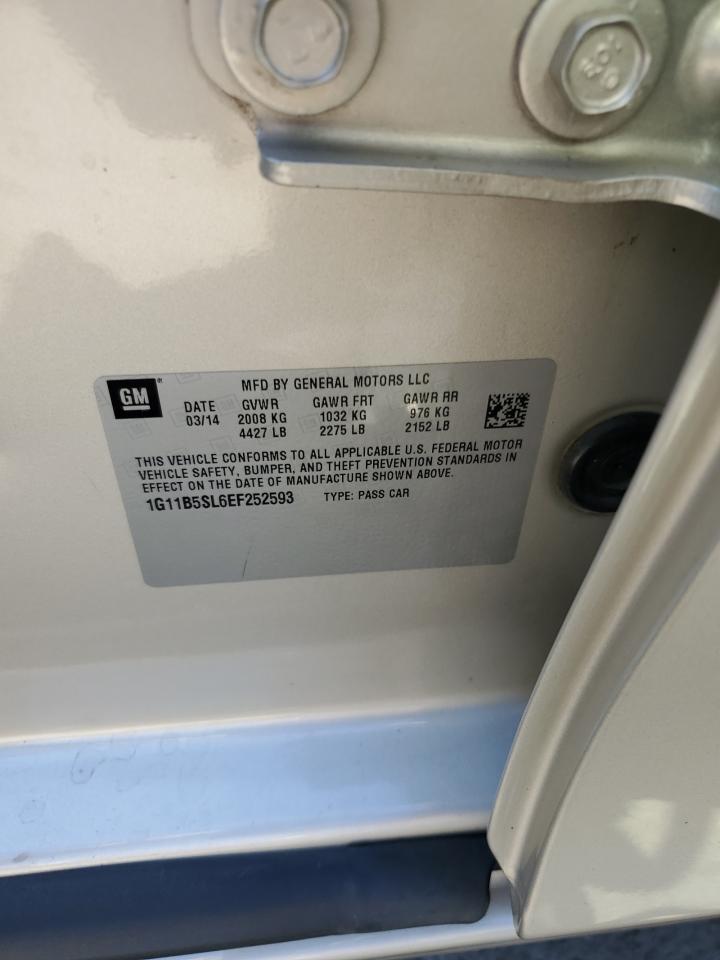 GM
MFD BY GENERAL MOTORS LLC
DATE GVWR GAWR FRT GAWR RR
03/14 2008 KG 1032 KG 976 KG
4427 LB 2275 LB 2152 LB
THIS VEHICLE CONFORMS TO ALL APPLICABLE U.S. FEDERAL MOTOR
VEHICLE SAFETY, BUMPER, AND THEFT PREVENTION STANDARDS IN
EFFECT ON THE DATE OF MANUFACTURE SHOWN ABOVE.
1G11B5SL6EF252593 TYPE: PASS CAR